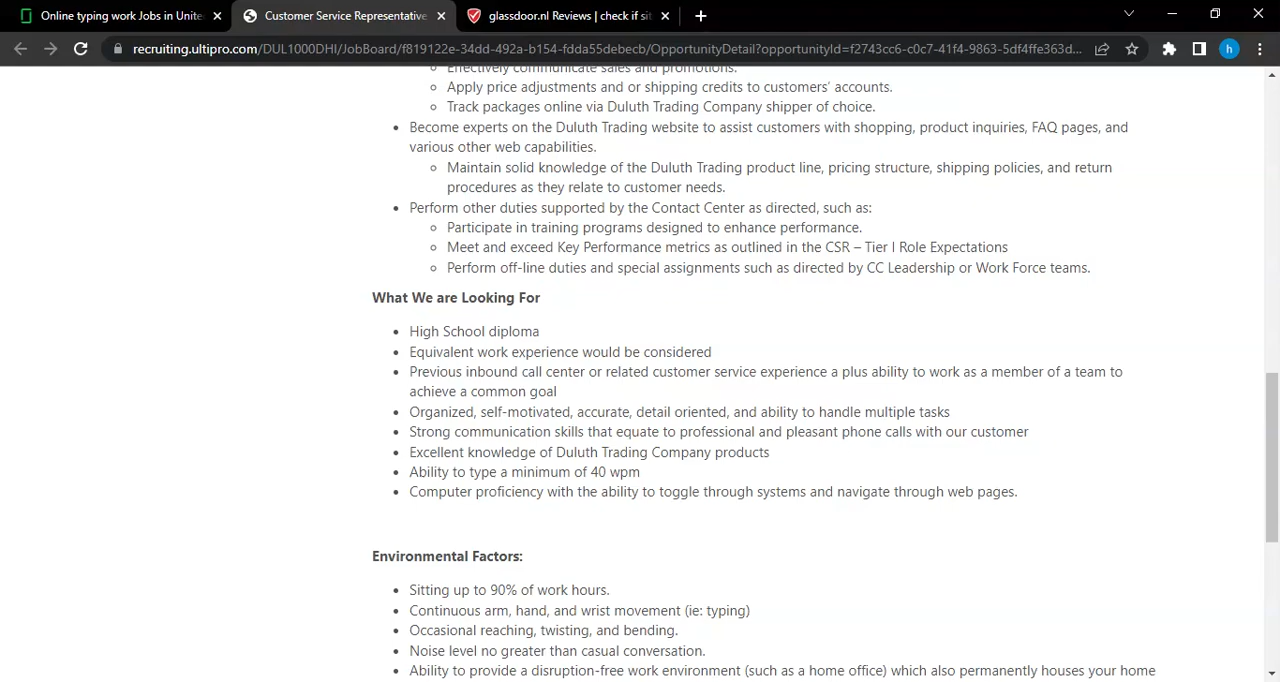 Online typing work Jobs in Unite
Customer Service Representative
glassdoor.nl Reviews | check if sit
recruiting.ultipro.com/DUL1000DHI/JobBoard/f819122e-34dd-492a-b154-fdda55debecb/OpportunityDetail?opportunityId=f2743cc6-c0c7-41f4-9863-5df4ffe363d...
h
Effectively communicate sales and promotions.
Apply price adjustments and or shipping credits to customers’ accounts.
Track packages online via Duluth Trading Company shipper of choice.
Become experts on the Duluth Trading website to assist customers with shopping, product inquiries, FAQ pages, and
various other web capabilities.
Maintain solid knowledge of the Duluth Trading product line, pricing structure, shipping policies, and return
procedures as they relate to customer needs.
Perform other duties supported by the Contact Center as directed, such as:
Participate in training programs designed to enhance performance.
Meet and exceed Key Performance metrics as outlined in the CSR – Tier I Role Expectations
Perform off-line duties and special assignments such as directed by CC Leadership or Work Force teams.
What We are Looking For
High School diploma
Equivalent work experience would be considered
Previous inbound call center or related customer service experience a plus ability to work as a member of a team to
achieve a common goal
Organized, self-motivated, accurate, detail oriented, and ability to handle multiple tasks
Strong communication skills that equate to professional and pleasant phone calls with our customer
Excellent knowledge of Duluth Trading Company products
Ability to type a minimum of 40 wpm
Computer proficiency with the ability to toggle through systems and navigate through web pages.
Environmental Factors:
Sitting up to 90% of work hours.
Continuous arm, hand, and wrist movement (ie: typing)
Occasional reaching, twisting, and bending.
Noise level no greater than casual conversation.
Ability to provide a disruption-free work environment (such as a home office) which also permanently houses your home